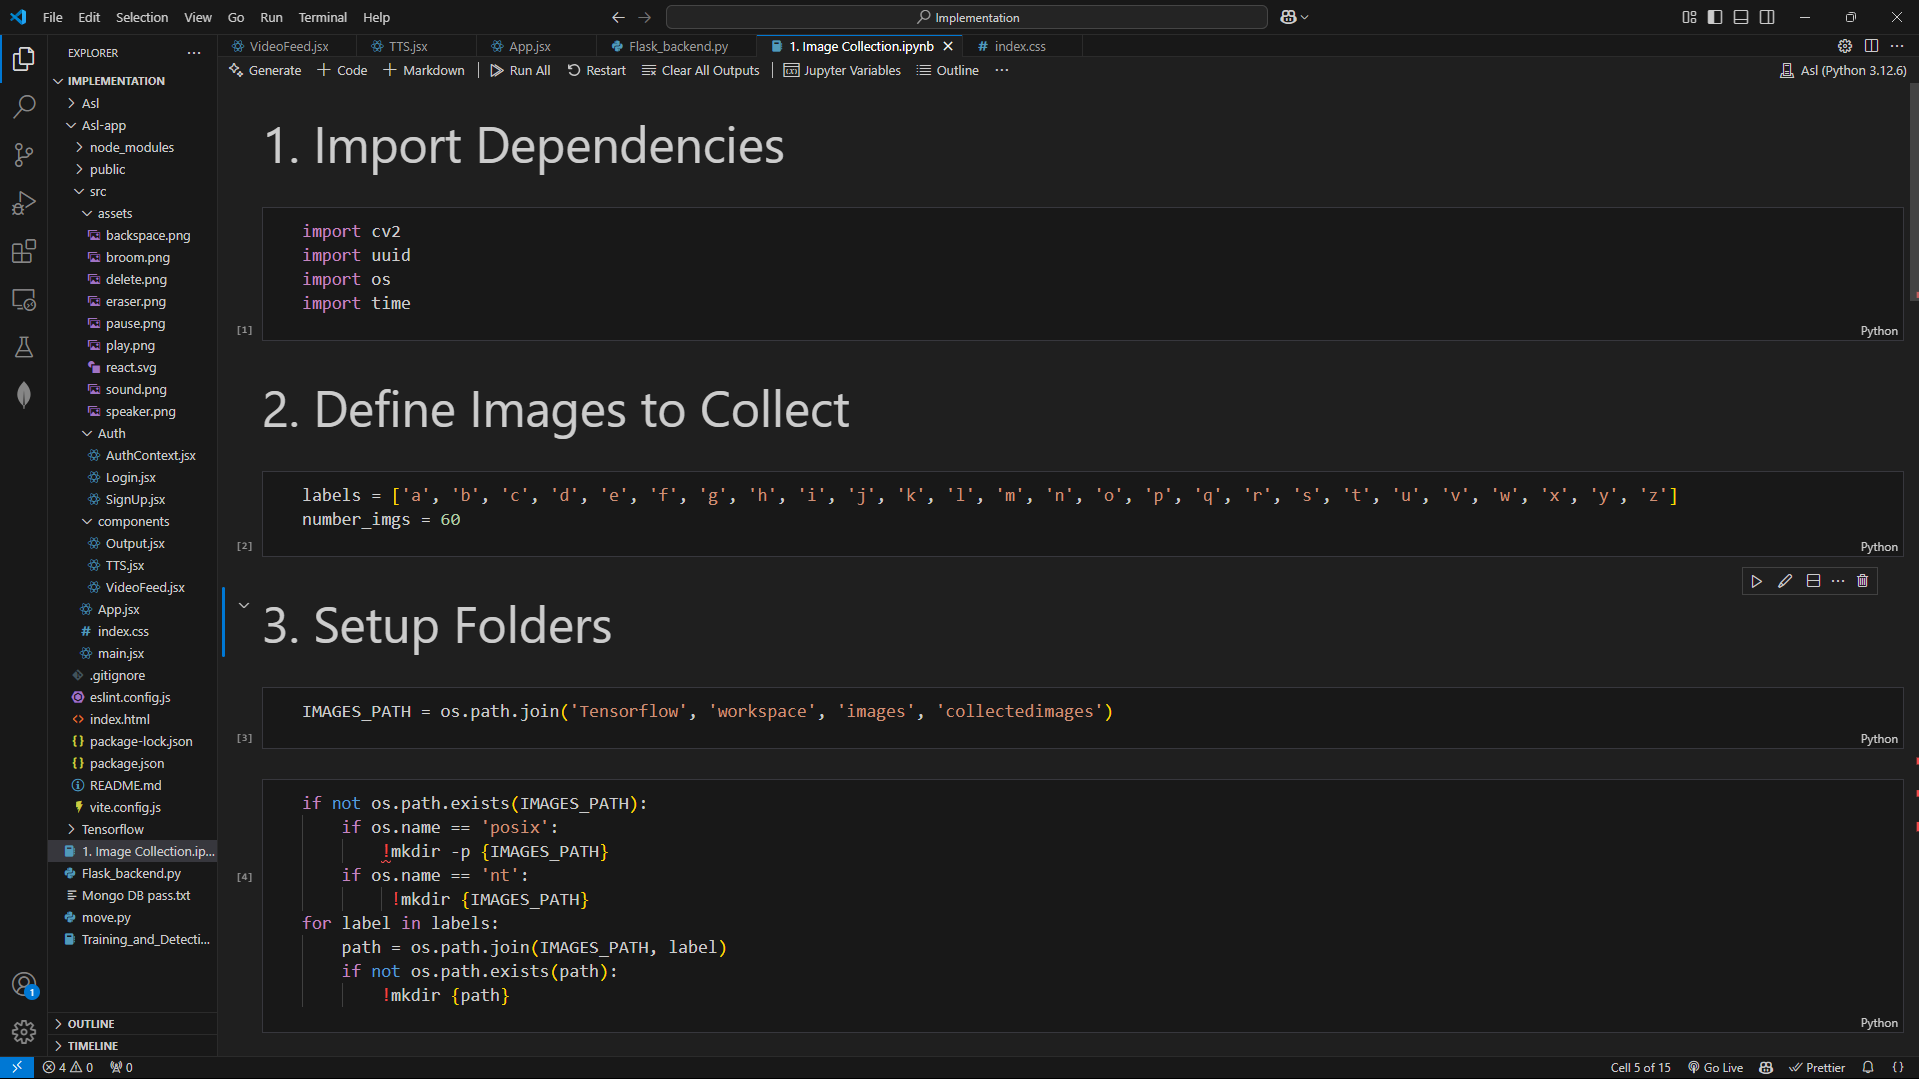 File Edit Selection View Go Run Terminal Help
Implementation
EXPLORER
VideoFeed.jsx
TTS.jsx
App.jsx
Flask_backend.py
1. Image Collection.ipynb
# index.css
Generate
Code
Markdown
Run All
Restart
Clear All Outputs
Jupyter Variables
Outline
Asl (Python 3.12.6)
IMPLEMENTATION
Asl
Asl-app
node_modules
public
src
assets
backspace.png
broom.png
delete.png
eraser.png
pause.png
play.png
react.svg
sound.png
speaker.png
Auth
AuthContext.jsx
Login.jsx
SignUp.jsx
components
Output.jsx
TTS.jsx
VideoFeed.jsx
App.jsx
# index.css
main.jsx
.gitignore
eslint.config.js
<> index.html
{} package-lock.json
{} package.json
README.md
vite.config.js
Tensorflow
1. Image Collection.ip...
Flask_backend.py
Mongo DB pass.txt
move.py
Training_and_Detecti...
OUTLINE
TIMELINE
1. Import Dependencies
import cv2
import uuid
import os
import time
[1]
Python
2. Define Images to Collect
labels = ['a', 'b', 'c', 'd', 'e', 'f', 'g', 'h', 'i', 'j', 'k', 'l', 'm', 'n', 'o', 'p', 'q', 'r', 's', 't', 'u', 'v', 'w', 'x', 'y', 'z']
number_imgs = 60
[2]
Python
3. Setup Folders
IMAGES_PATH = os.path.join('Tensorflow', 'workspace', 'images', 'collectedimages')
[3]
Python
if not os.path.exists(IMAGES_PATH):
    if os.name == 'posix':
        !mkdir -p {IMAGES_PATH}
    if os.name == 'nt':
         !mkdir {IMAGES_PATH}
for label in labels:
    path = os.path.join(IMAGES_PATH, label)
    if not os.path.exists(path):
        !mkdir {path}
[4]
Python
1
4 0
0
Cell 5 of 15
Go Live
Prettier
{}